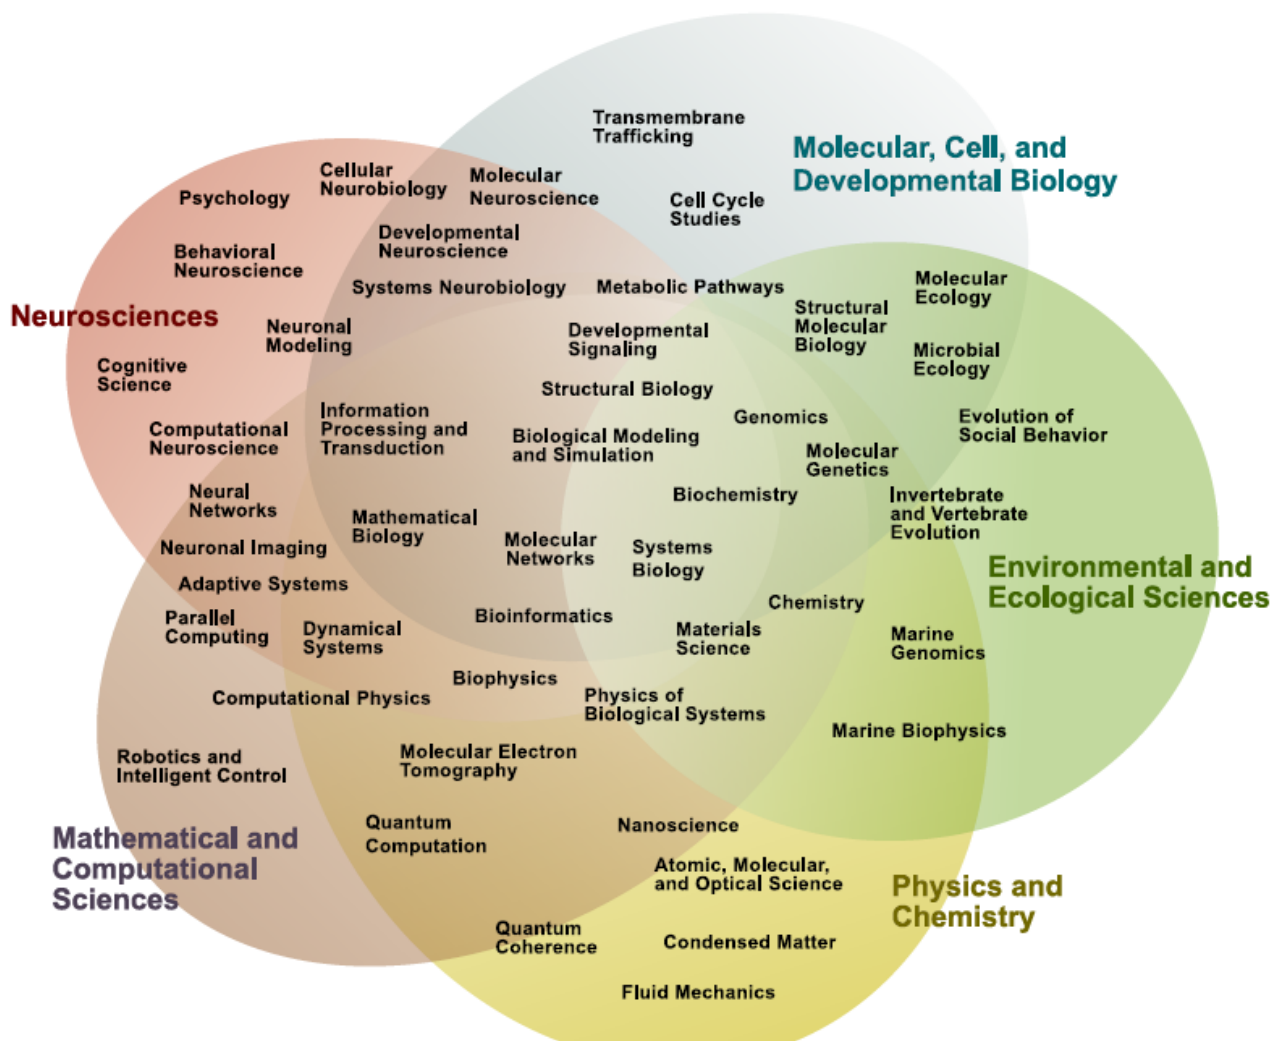 Transmembrane
Trafficking
Molecular, Cell, and
Developmental Biology
Cellular
Neurobiology
Molecular
Neuroscience
Psychology
Cell Cycle
Studies
Developmental
Neuroscience
Behavioral
Neuroscience
Systems Neurobiology
Metabolic Pathways
Molecular
Ecology
Structural
Molecular
Biology
Neurosciences
Neuronal
Modeling
Developmental
Signaling
Microbial
Ecology
Cognitive
Science
Structural Biology
Information
Processing and
Transduction
Genomics
Evolution of
Social Behavior
Computational
Neuroscience
Biological Modeling
and Simulation
Molecular
Genetics
Neural
Networks
Biochemistry
Invertebrate
and Vertebrate
Evolution
Mathematical
Biology
Neuronal Imaging
Molecular
Networks
Systems
Biology
Environmental and
Ecological Sciences
Adaptive Systems
Chemistry
Parallel
Computing
Dynamical
Systems
Bioinformatics
Materials
Science
Marine
Genomics
Biophysics
Computational Physics
Physics of
Biological Systems
Marine Biophysics
Robotics and
Intelligent Control
Molecular Electron
Tomography
Mathematical and
Computational
Sciences
Quantum
Computation
Nanoscience
Atomic, Molecular,
and Optical Science
Physics and
Chemistry
Quantum
Coherence
Condensed Matter
Fluid Mechanics